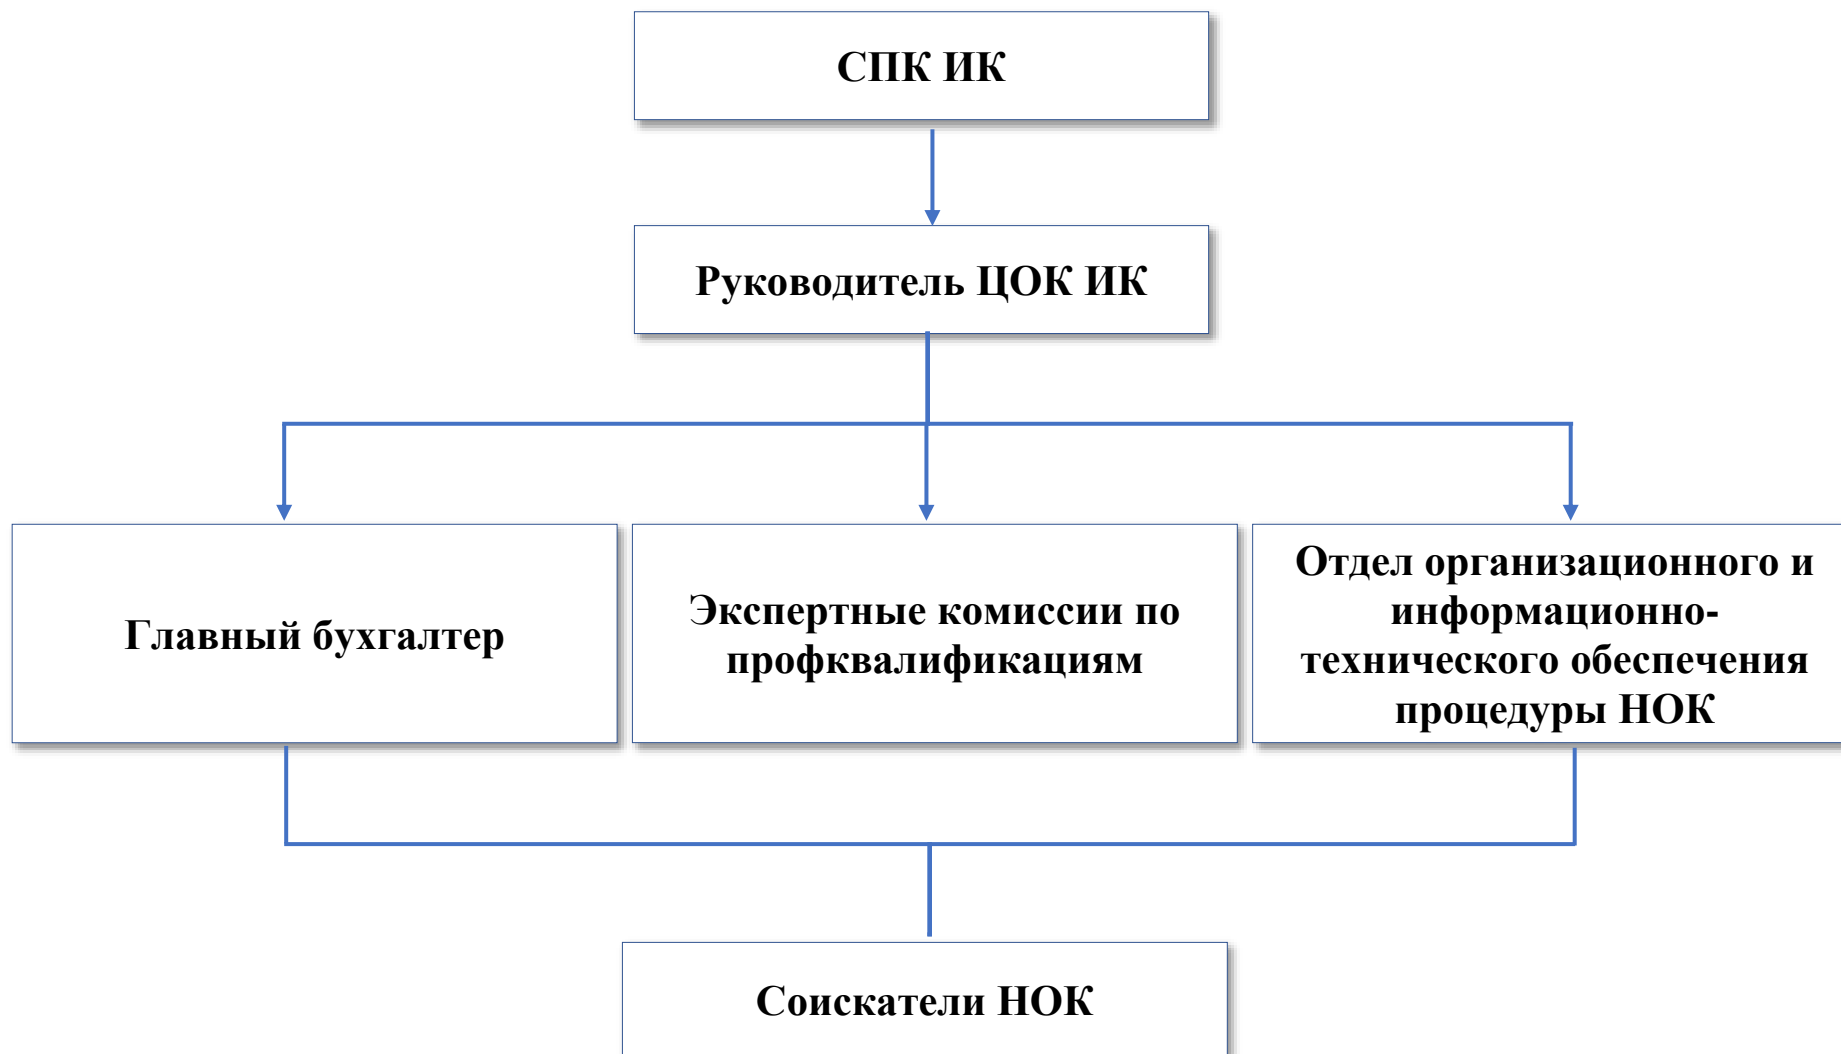 СПК ИК
Руководитель ЦОК ИК
Главный бухгалтер
Экспертные комиссии по
профквалификациям
Отдел организационного и
информационно-
технического обеспечения
процедуры НОК
Соискатели НОК